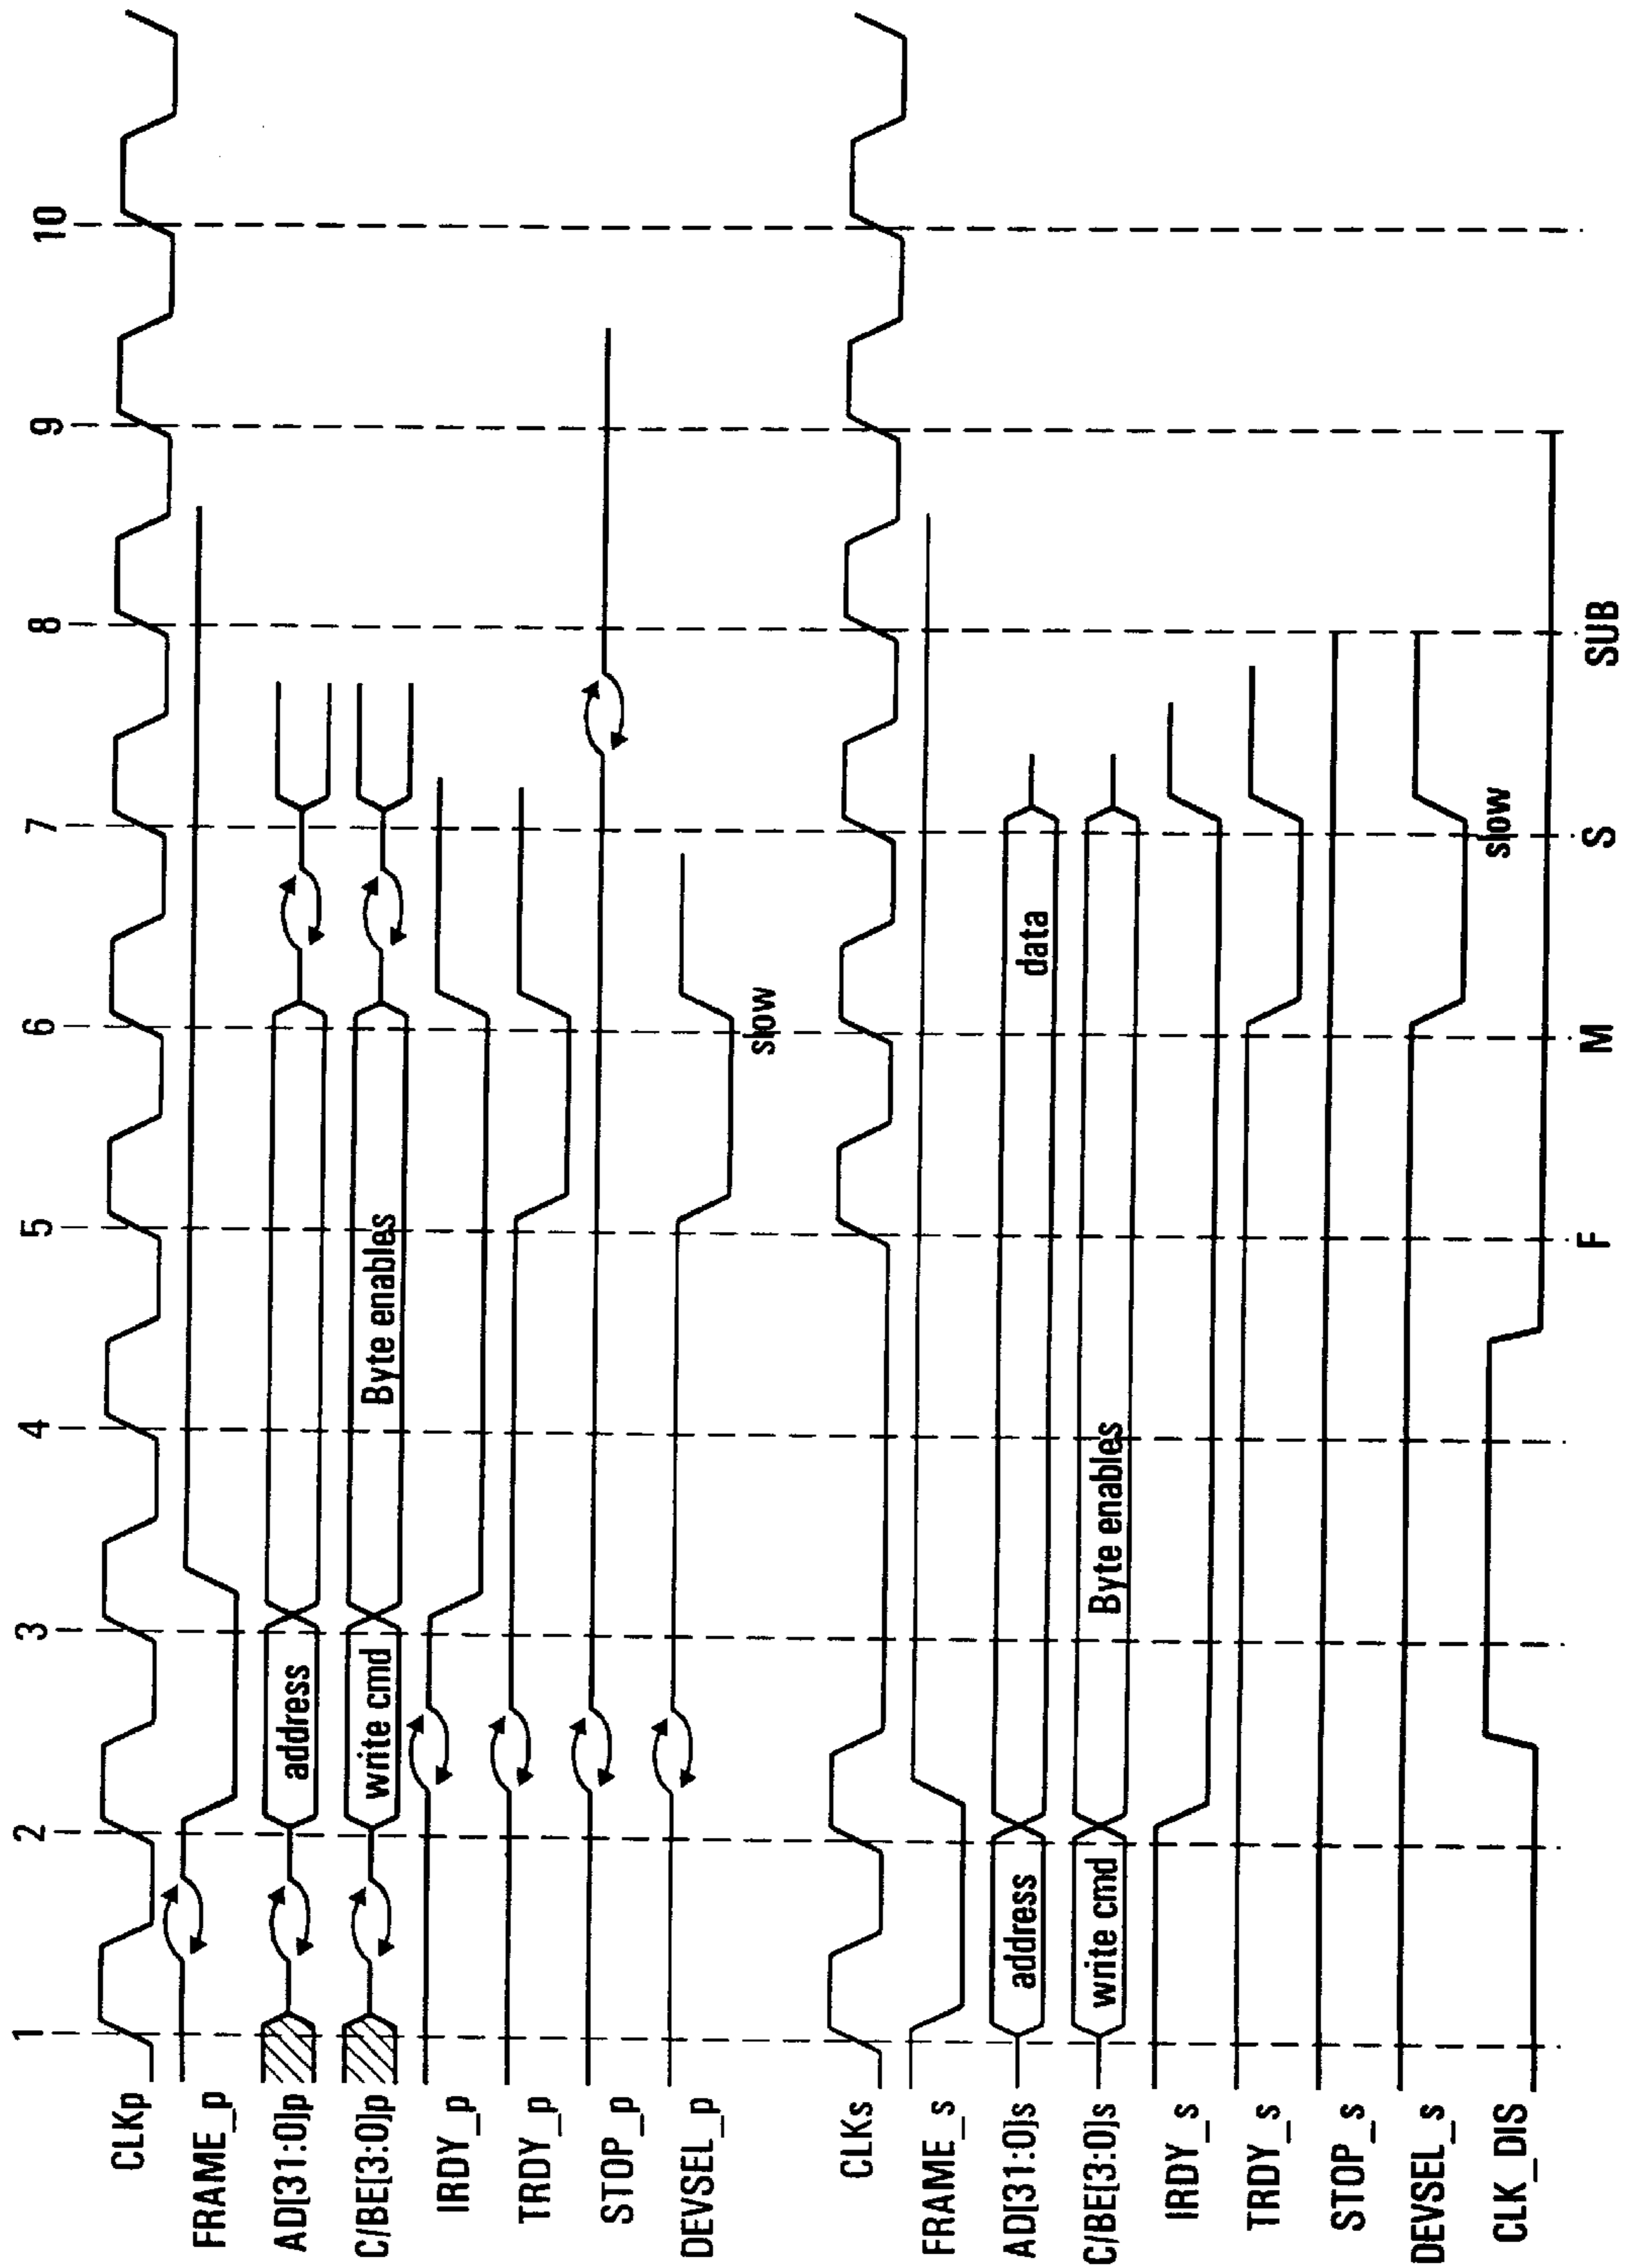 1 2 3 4 5 6 7 8 9 10
CLKp
FRAME_p
AD[31:0]p address
C/BE[3:0]p write cmd Byte enables
IRDY_p
TRDY_p
STOP_p
DEVSEL_p
slow
CLKs
FRAME_s
AD[31:0]s address data
C/BE[3:0]s write cmd Byte enables
IRDY_s
TRDY_s
STOP_s
DEVSEL_s
slow
CLK_DIS
F M S SUB